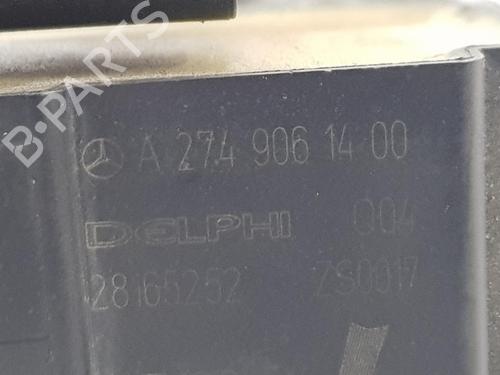 B-PARTS
A 274 906 14 00
DELPHI 004
28165252 ZS0017